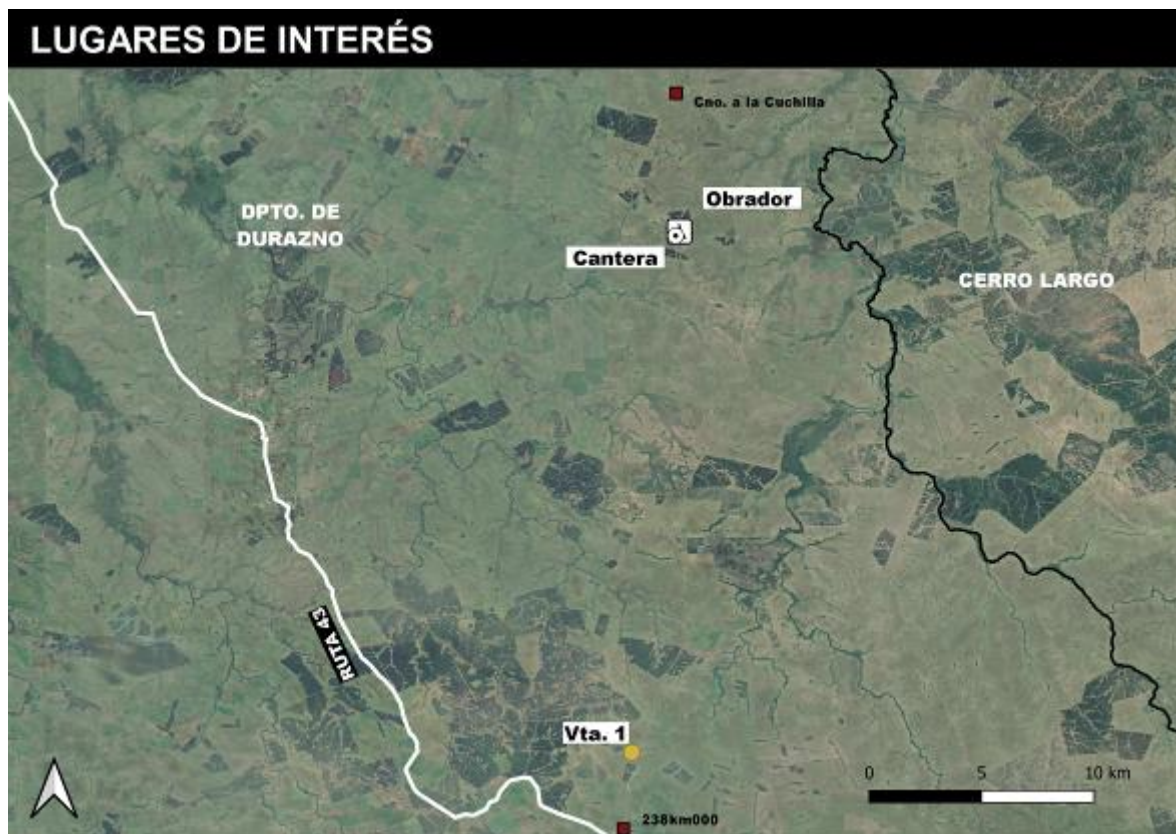 LUGARES DE INTERÉS
Cno. a la Cuchilla
Obrador
DPTO. DE
DURAZNO
Cantera
CERRO LARGO
RUTA 43
Vta. 1
0 5 10 km
238km000